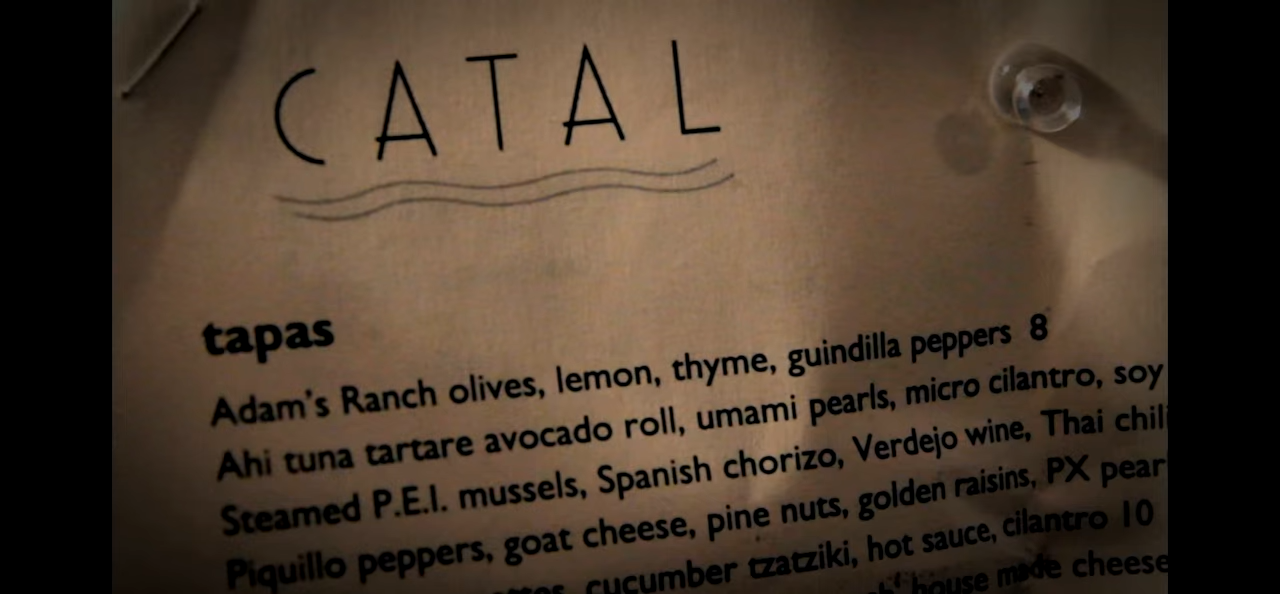 CATAL
tapas
Adam's Ranch olives, lemon, thyme, guindilla peppers 8
Ahi tuna tartare avocado roll, umami pearls, micro cilantro, soy
Steamed P.E.I. mussels, Spanish chorizo, Verdejo wine, Thai chili
Piquillo peppers, goat cheese, pine nuts, golden raisins, PX pear
cucumber tzatziki, hot sauce, cilantro 10
house made cheese